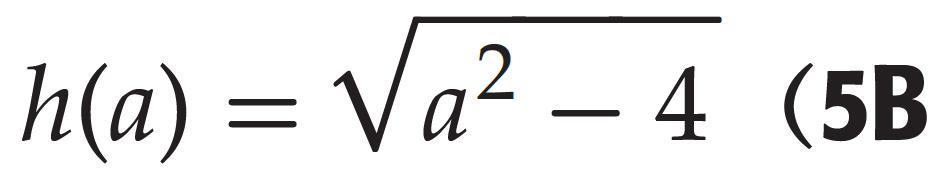 h(a) = √(a² − 4) (5B